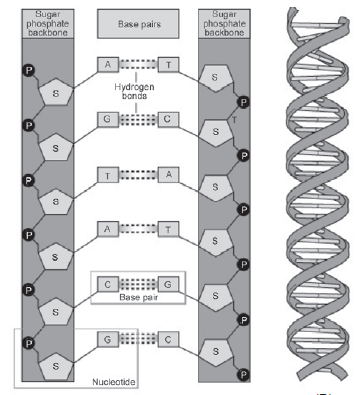 Sugar
phosphate
backbone
Base pairs
Sugar
phosphate
backbone
P
A
T
S
S
Hydrogen
bonds
P
P
G
C
T
S
S
P
P
T
A
S
S
P
P
A
T
S
S
P
P
C
G
S
S
Base pair
P
P
G
C
S
S
P
P
Nucleotide